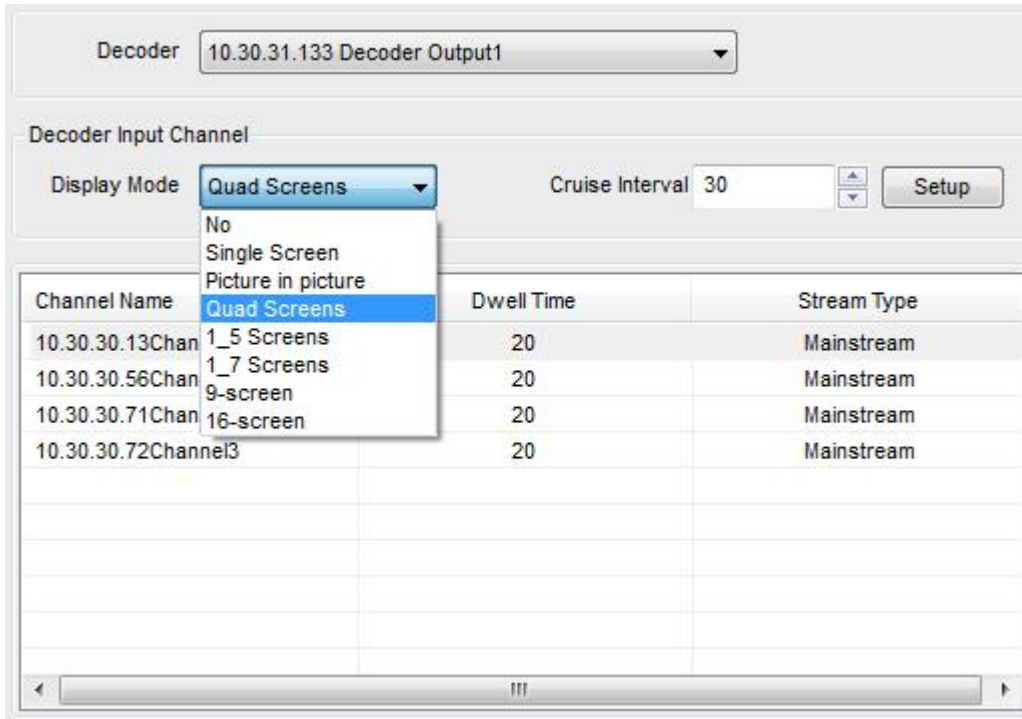 Decoder 10.30.31.133 Decoder Output1
Decoder Input Channel
Display Mode Quad Screens Cruise Interval 30 Setup
No
Single Screen
Picture in picture
Quad Screens
1_5 Screens
1_7 Screens
9-screen
16-screen
Channel Name Dwell Time Stream Type
10.30.30.13Chan 20 Mainstream
10.30.30.56Chan 20 Mainstream
10.30.30.71Chan 20 Mainstream
10.30.30.72Channel3 20 Mainstream